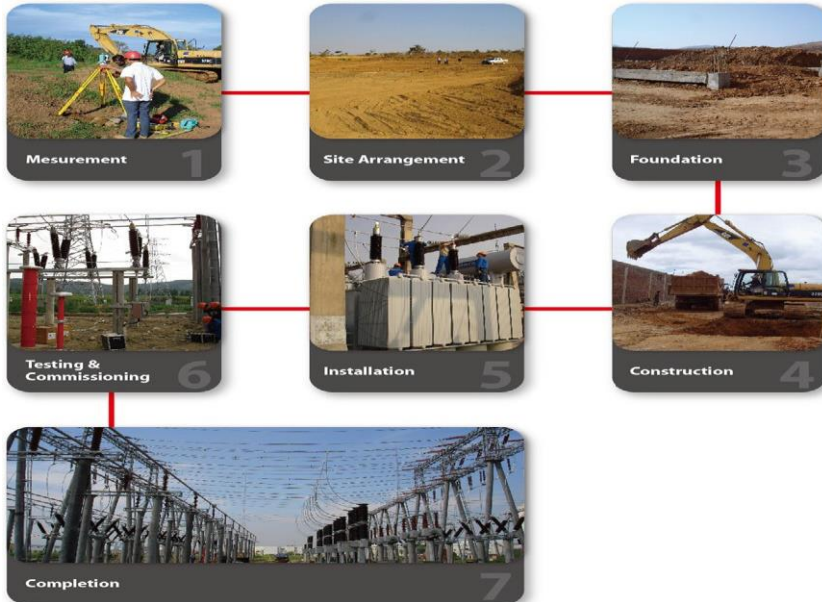 Mesurement 1
Site Arrangement 2
Foundation 3
Construction 4
Installation 5
Testing &
Commissioning 6
Completion 7